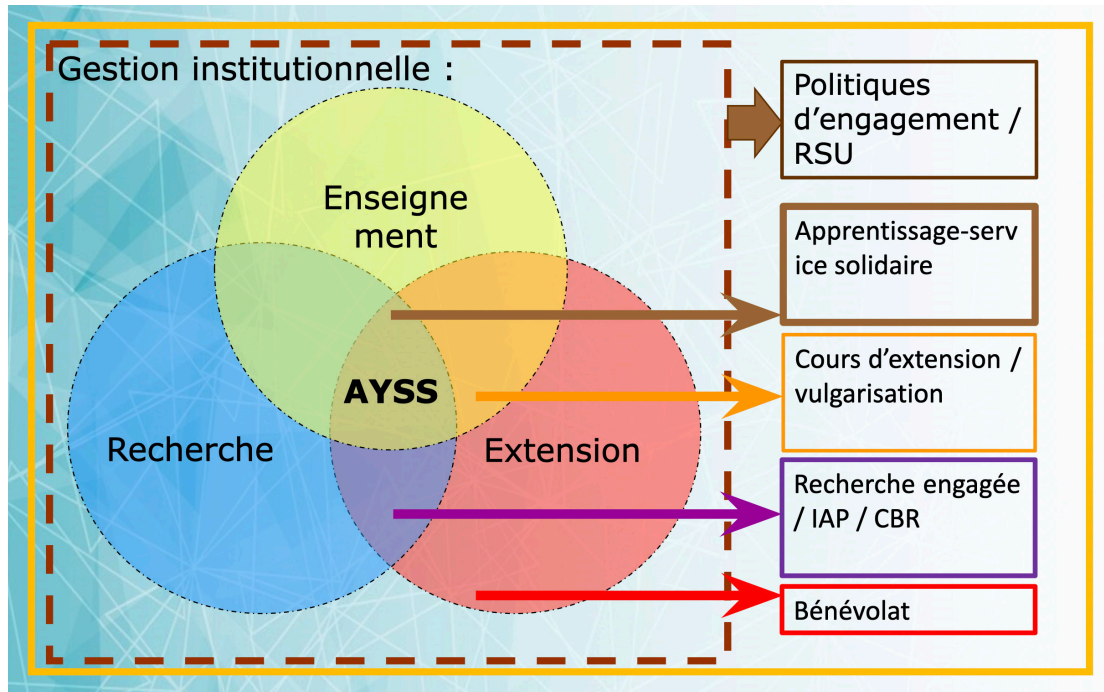 Gestion institutionnelle :
Enseigne
ment
Recherche
AYSS
Extension
Politiques
d’engagement /
RSU
Apprentissage-serv
ice solidaire
Cours d’extension /
vulgarisation
Recherche engagée
/ IAP / CBR
Bénévolat